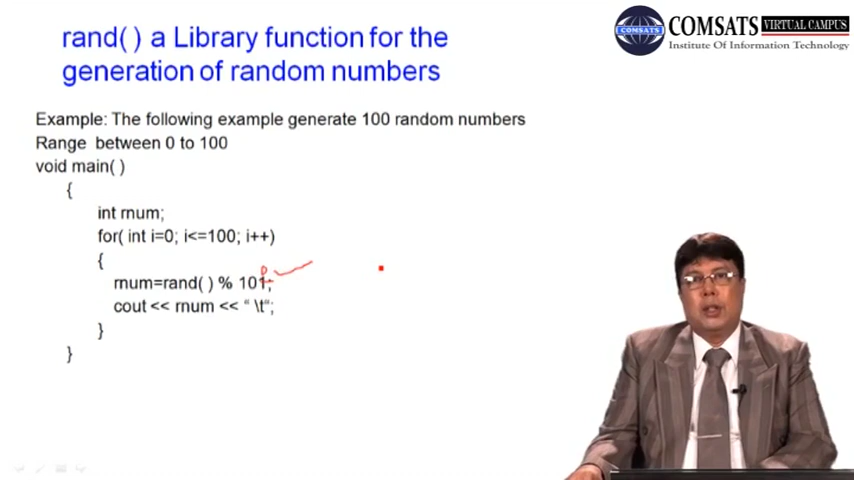 rand( ) a Library function for the
generation of random numbers
COMSATS VIRTUAL CAMPUS
Institute Of Information Technology
COMSATS
Example: The following example generate 100 random numbers
Range between 0 to 100
void main( )
{
int rnum;
for( int i=0; i<=100; i++)
{
rnum=rand( ) % 101;
cout << rnum << “ \t“;
}
}